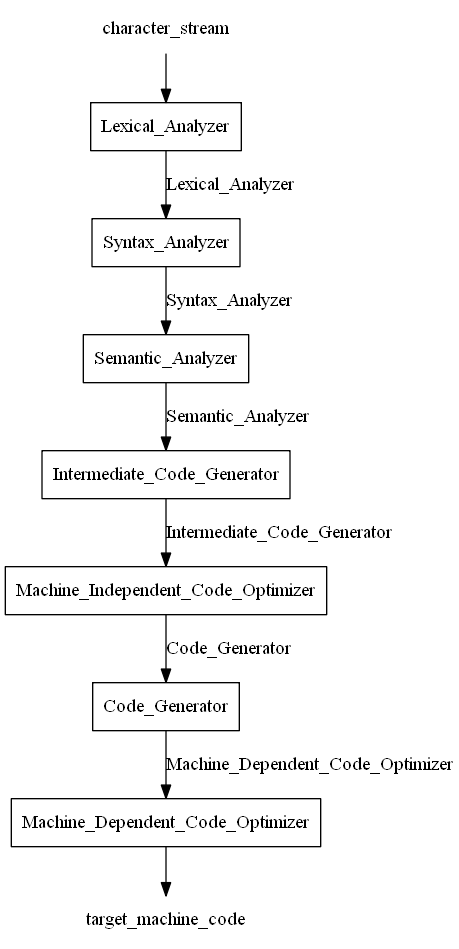 character_stream
Lexical_Analyzer
Lexical_Analyzer
Syntax_Analyzer
Syntax_Analyzer
Semantic_Analyzer
Semantic_Analyzer
Intermediate_Code_Generator
Intermediate_Code_Generator
Machine_Independent_Code_Optimizer
Code_Generator
Code_Generator
Machine_Dependent_Code_Optimizer
Machine_Dependent_Code_Optimizer
target_machine_code